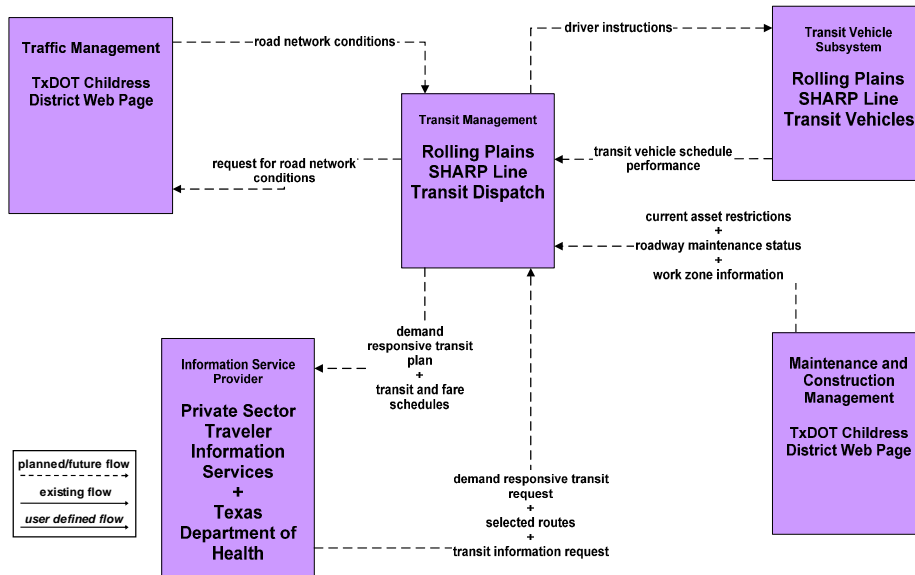 Traffic Management
TxDOT Childress
District Web Page
road network conditions
request for road network
conditions
Transit Management
Rolling Plains
SHARP Line
Transit Dispatch
driver instructions
Transit Vehicle
Subsystem
Rolling Plains
SHARP Line
Transit Vehicles
transit vehicle schedule
performance
current asset restrictions
+
roadway maintenance status
+
work zone information
Maintenance and
Construction
Management
TxDOT Childress
District Web Page
demand
responsive transit
plan
+
transit and fare
schedules
Information Service
Provider
Private Sector
Traveler
Information
Services
+
Texas
Department of
Health
demand responsive transit
request
+
selected routes
+
transit information request
planned/future flow
existing flow
user defined flow